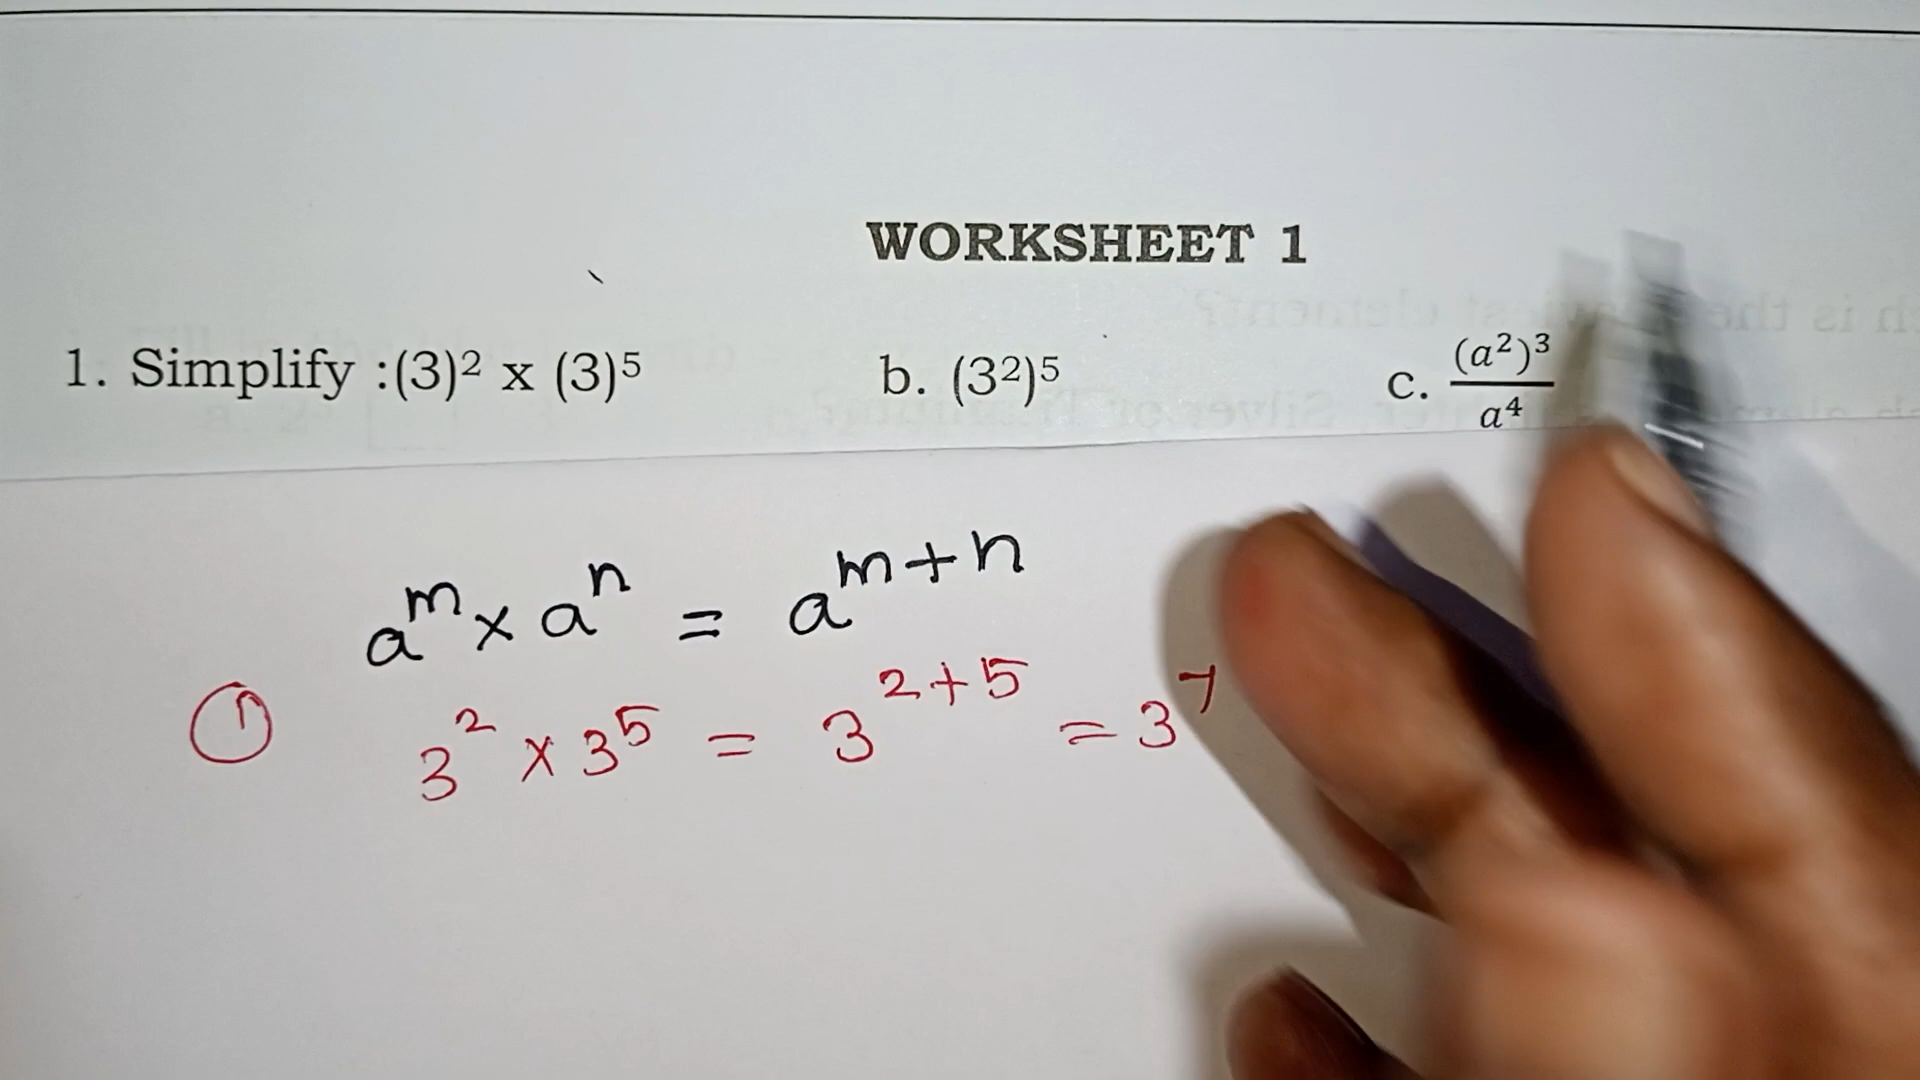 WORKSHEET 1
1. Simplify :(3)² x (3)⁵ b. (3²)⁵ c. (a²)³/a⁴
aᵐ × aⁿ = aᵐ⁺ⁿ
① 3² × 3⁵ = 3²⁺⁵ = 3⁷